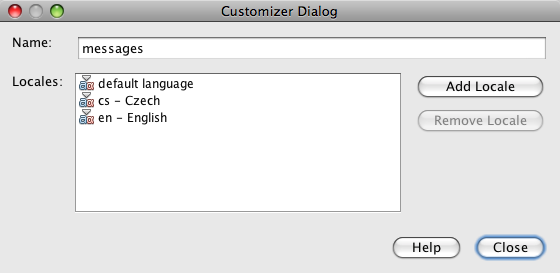 Customizer Dialog
Name: messages
Locales: default language
cs – Czech
en – English
Add Locale
Remove Locale
Help Close